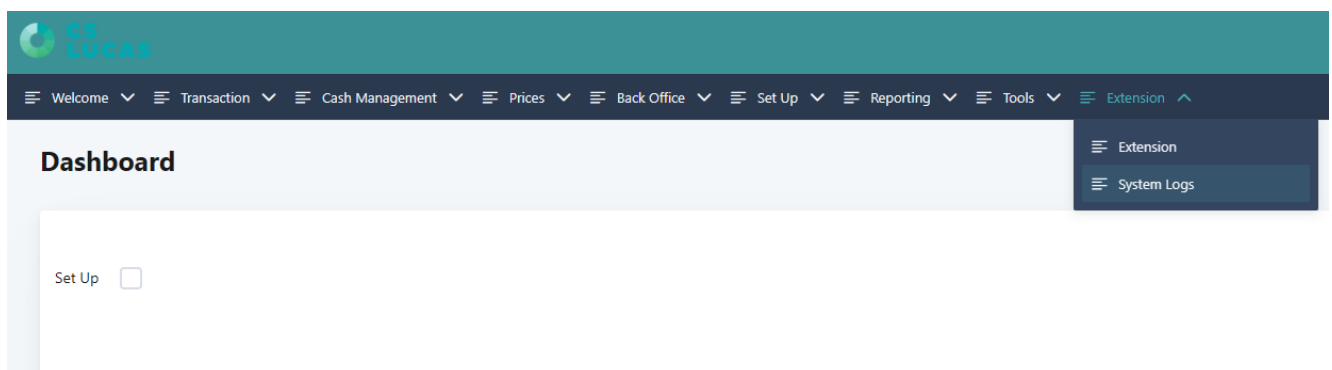 CS
LUCAS
Welcome Transaction Cash Management Prices Back Office Set Up Reporting Tools Extension
Dashboard
Extension
System Logs
Set Up